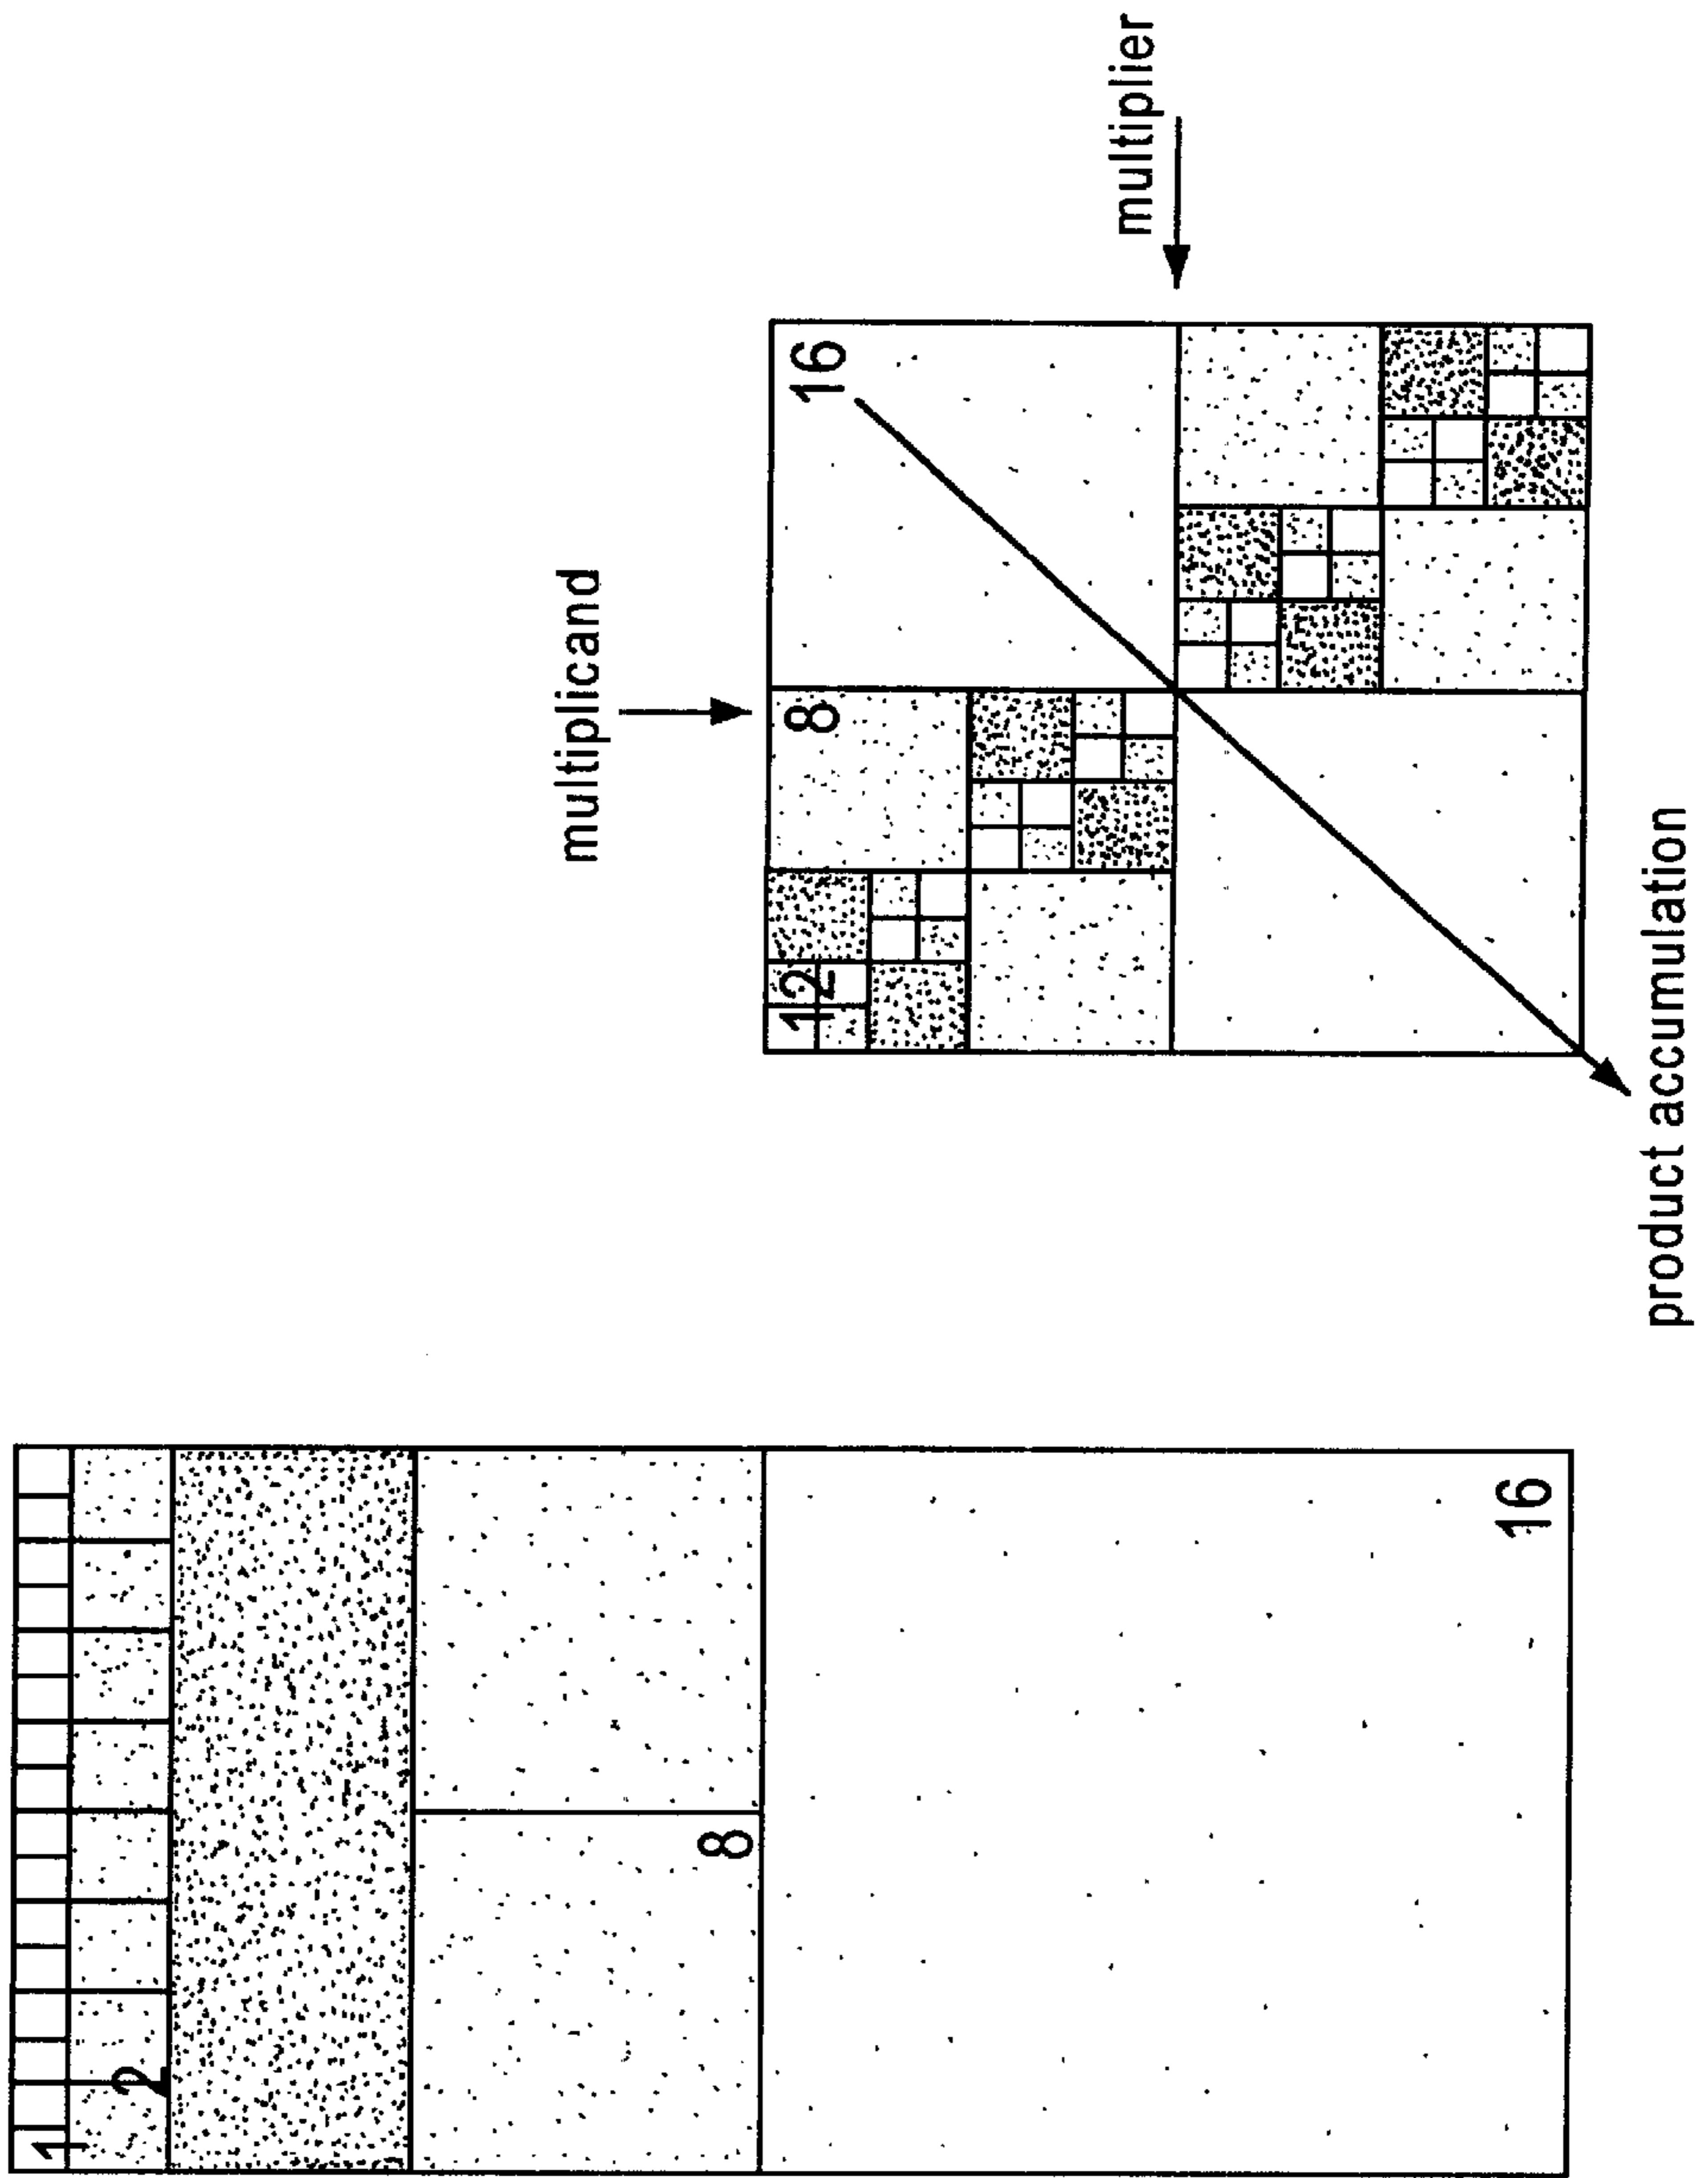 multiplier
multiplicand
16
8
12
product accumulation
1
2
8
16